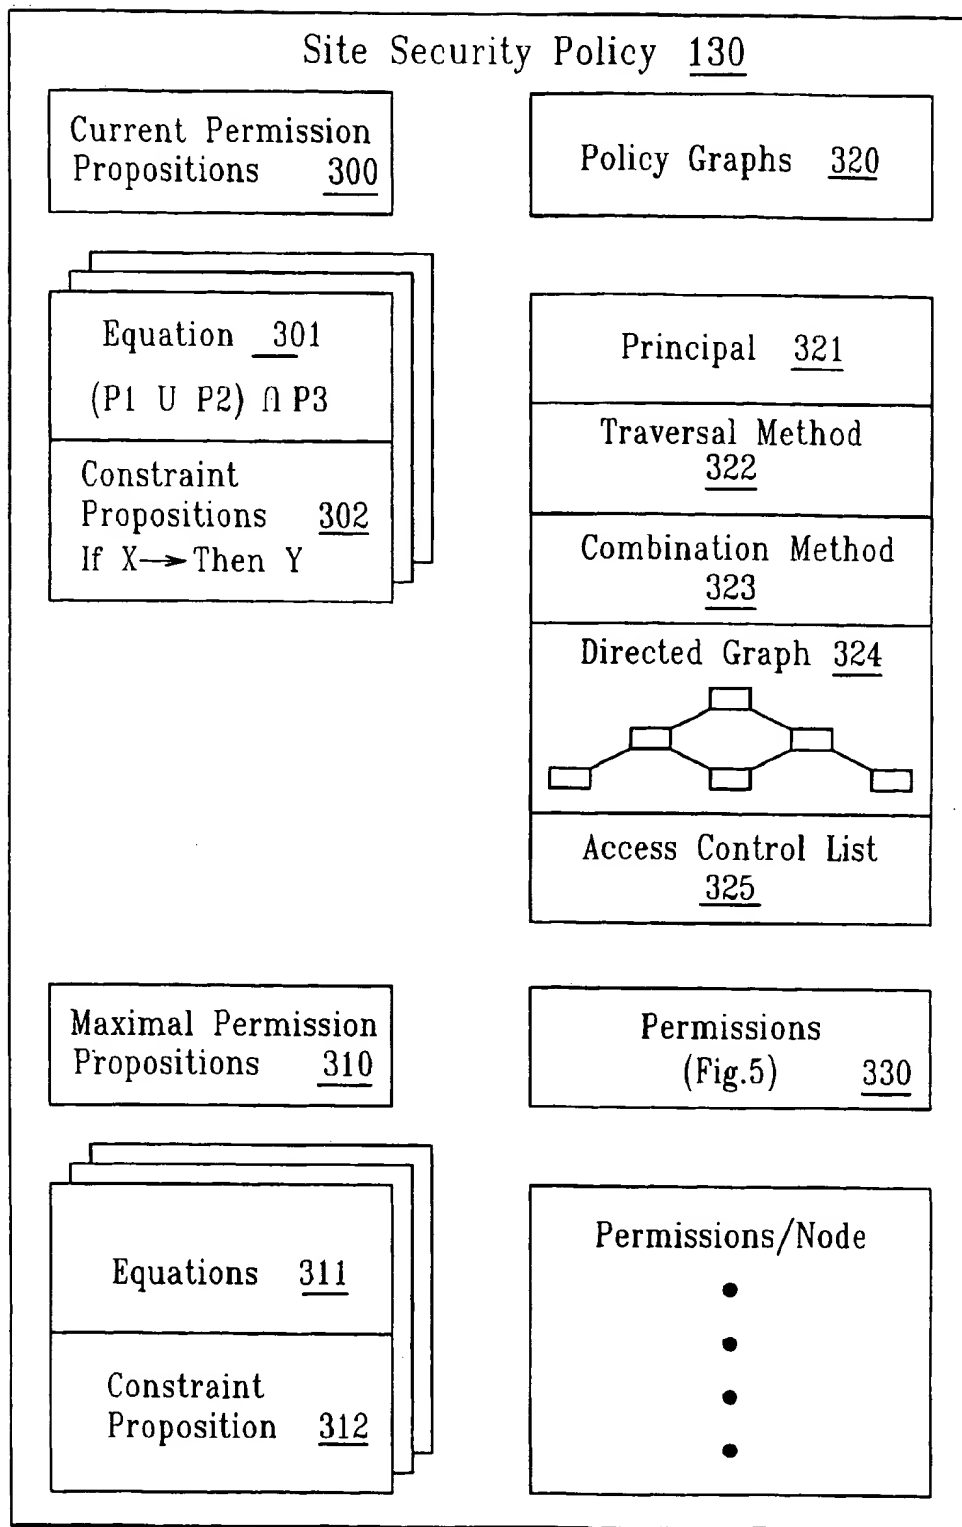 Site Security Policy 130
Current Permission
Propositions 300
Policy Graphs 320
Equation 301
(P1 U P2) ∩ P3
Constraint
Propositions 302
If X→Then Y
Principal 321
Traversal Method
322
Combination Method
323
Directed Graph 324
Access Control List
325
Maximal Permission
Propositions 310
Permissions
(Fig.5) 330
Equations 311
Constraint
Proposition 312
Permissions/Node